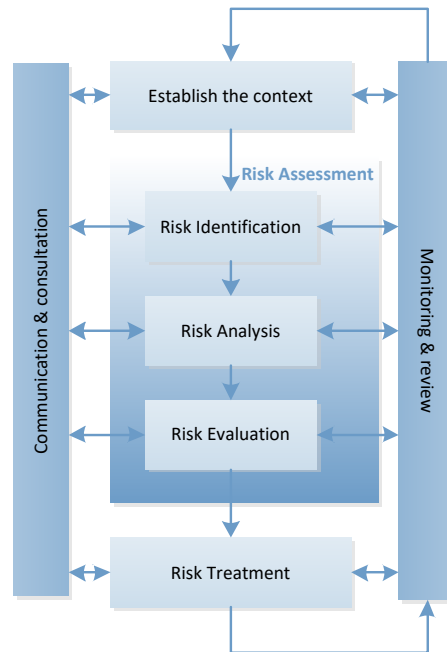 Establish the context
Risk Assessment
Risk Identification
Risk Analysis
Risk Evaluation
Risk Treatment
Communication & consultation
Monitoring & review